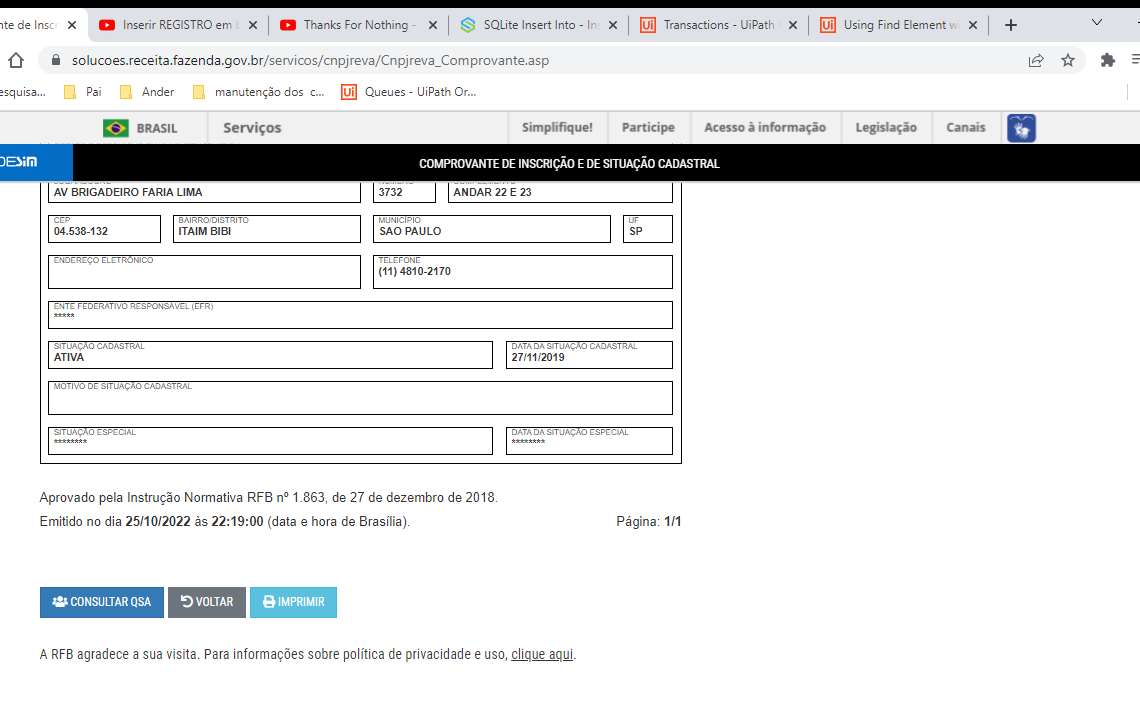 nte de Inscr
Inserir REGISTRO em b
Thanks For Nothing -
SQLite Insert Into - Ins
Transactions - UiPath
Using Find Element w
solucoes.receita.fazenda.gov.br/servicos/cnpjreva/Cnpjreva_Comprovante.asp
esquisa...
Pai
Ander
manutenção dos c...
Queues - UiPath Or...
BRASIL
Serviços
Simplifique!
Participe
Acesso à informação
Legislação
Canais
DESIM
COMPROVANTE DE INSCRIÇÃO E DE SITUAÇÃO CADASTRAL
AV BRIGADEIRO FARIA LIMA
3732
ANDAR 22 E 23
CEP
04.538-132
BAIRRO/DISTRITO
ITAIM BIBI
MUNICÍPIO
SAO PAULO
UF
SP
ENDEREÇO ELETRÔNICO
TELEFONE
(11) 4810-2170
ENTE FEDERATIVO RESPONSÁVEL (EFR)
*****
SITUAÇÃO CADASTRAL
ATIVA
DATA DA SITUAÇÃO CADASTRAL
27/11/2019
MOTIVO DE SITUAÇÃO CADASTRAL
SITUAÇÃO ESPECIAL
********
DATA DA SITUAÇÃO ESPECIAL
********
Aprovado pela Instrução Normativa RFB nº 1.863, de 27 de dezembro de 2018.
Emitido no dia 25/10/2022 às 22:19:00 (data e hora de Brasília).
Página: 1/1
CONSULTAR QSA
VOLTAR
IMPRIMIR
A RFB agradece a sua visita. Para informações sobre política de privacidade e uso, clique aqui.